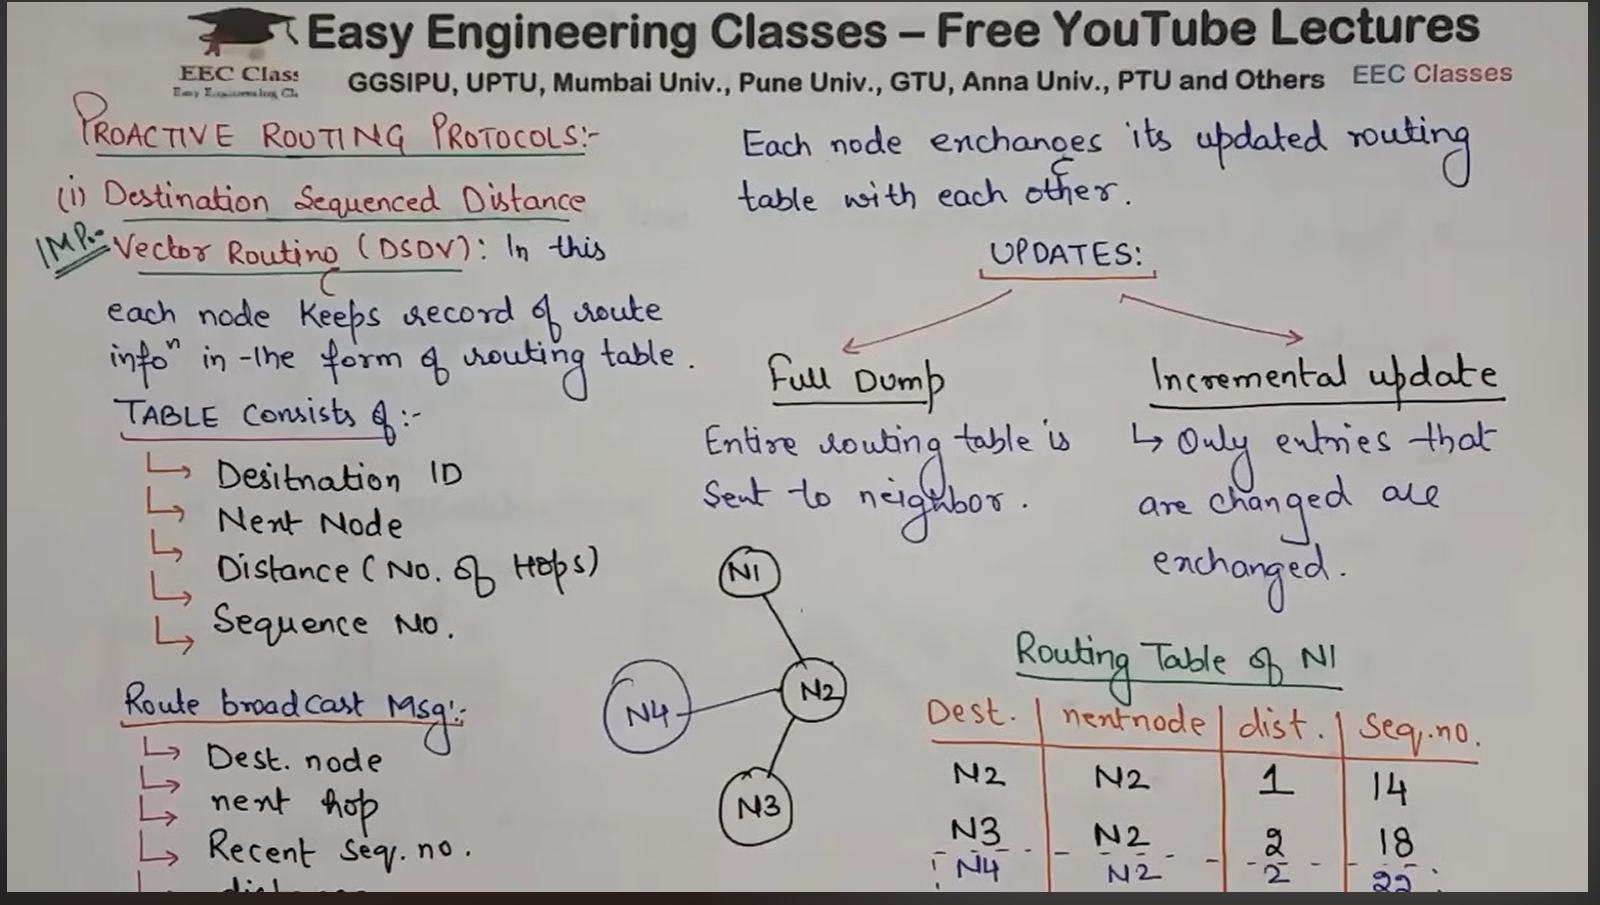 Easy Engineering Classes – Free YouTube Lectures
EEC Class
Easy Engineering Cl
GGSIPU, UPTU, Mumbai Univ., Pune Univ., GTU, Anna Univ., PTU and Others
EEC Classes
PROACTIVE ROUTING PROTOCOLS:-
(i) Destination Sequenced Distance
IMP. Vector Routing (DSDV): In this
each node Keeps record of route
infoⁿ in the form of routing table.
TABLE Consists of:-
Desitnation ID
Next Node
Distance (No. of Hops)
Sequence No.
Route broadcast Msg:-
Dest. node
next hop
Recent seq. no.
Each node exchanges its updated routing
table with each other.
UPDATES:
Full Dump
Entire routing table is
sent to neighbor.
Incremental update
Only entries that
are changed are
exchanged.
N1
N2
N4
N3
Routing Table of N1
Dest. nextnode dist. Seq.no.
N2 N2 1 14
N3 N2 2 18
N4 N2 2 22